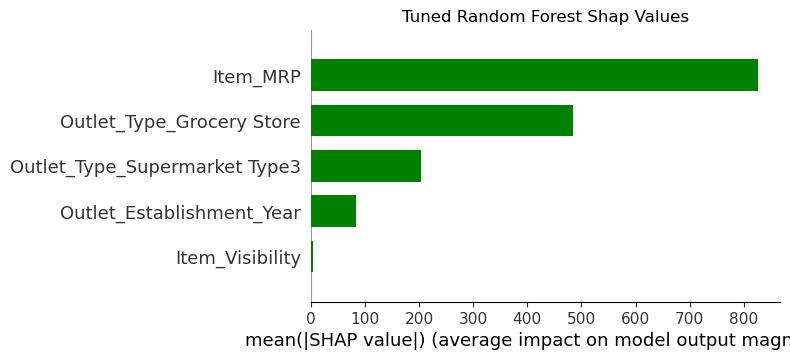 Tuned Random Forest Shap Values
Item_MRP
Outlet_Type_Grocery Store
Outlet_Type_Supermarket Type3
Outlet_Establishment_Year
Item_Visibility
0 100 200 300 400 500 600 700 800
mean(|SHAP value|) (average impact on model output magn